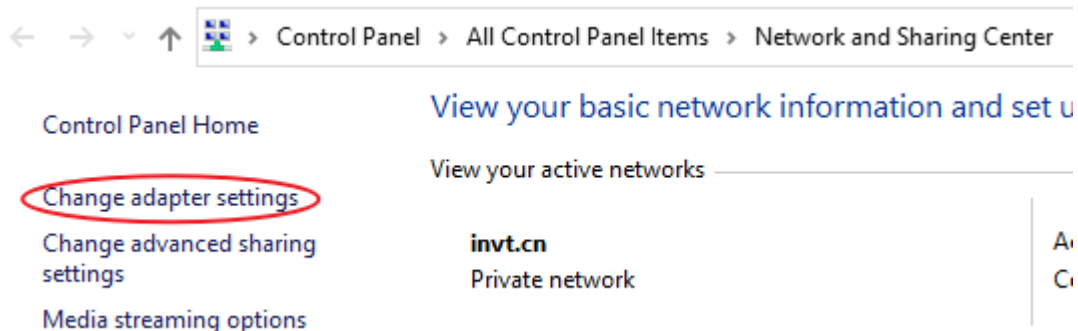 Control Panel > All Control Panel Items > Network and Sharing Center
Control Panel Home
Change adapter settings
Change advanced sharing
settings
Media streaming options
View your basic network information and set
View your active networks
invt.cn
Private network